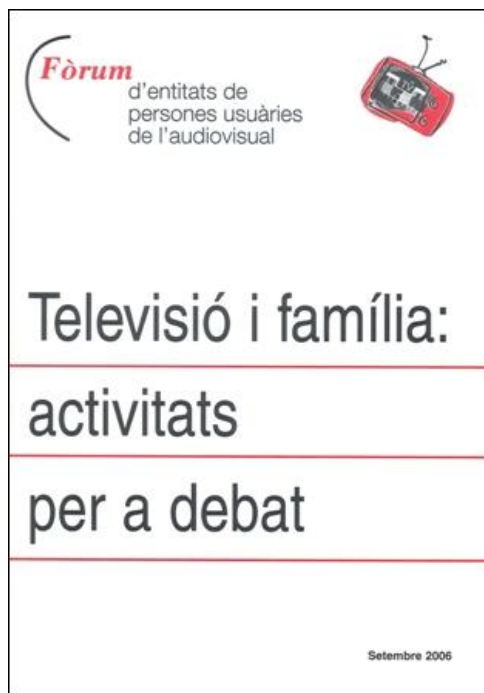 Fòrum
d'entitats de
persones usuàries
de l'audiovisual
Televisió i família:
activitats
per a debat
Setembre 2006